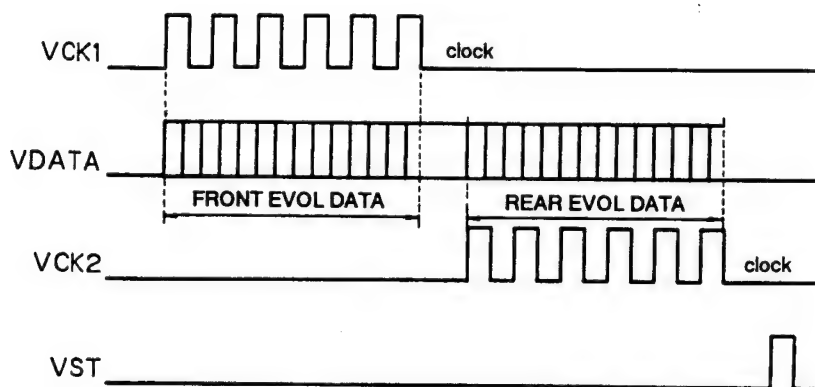 VCK1
clock
VDATA
FRONT EVOL DATA
REAR EVOL DATA
VCK2
clock
VST